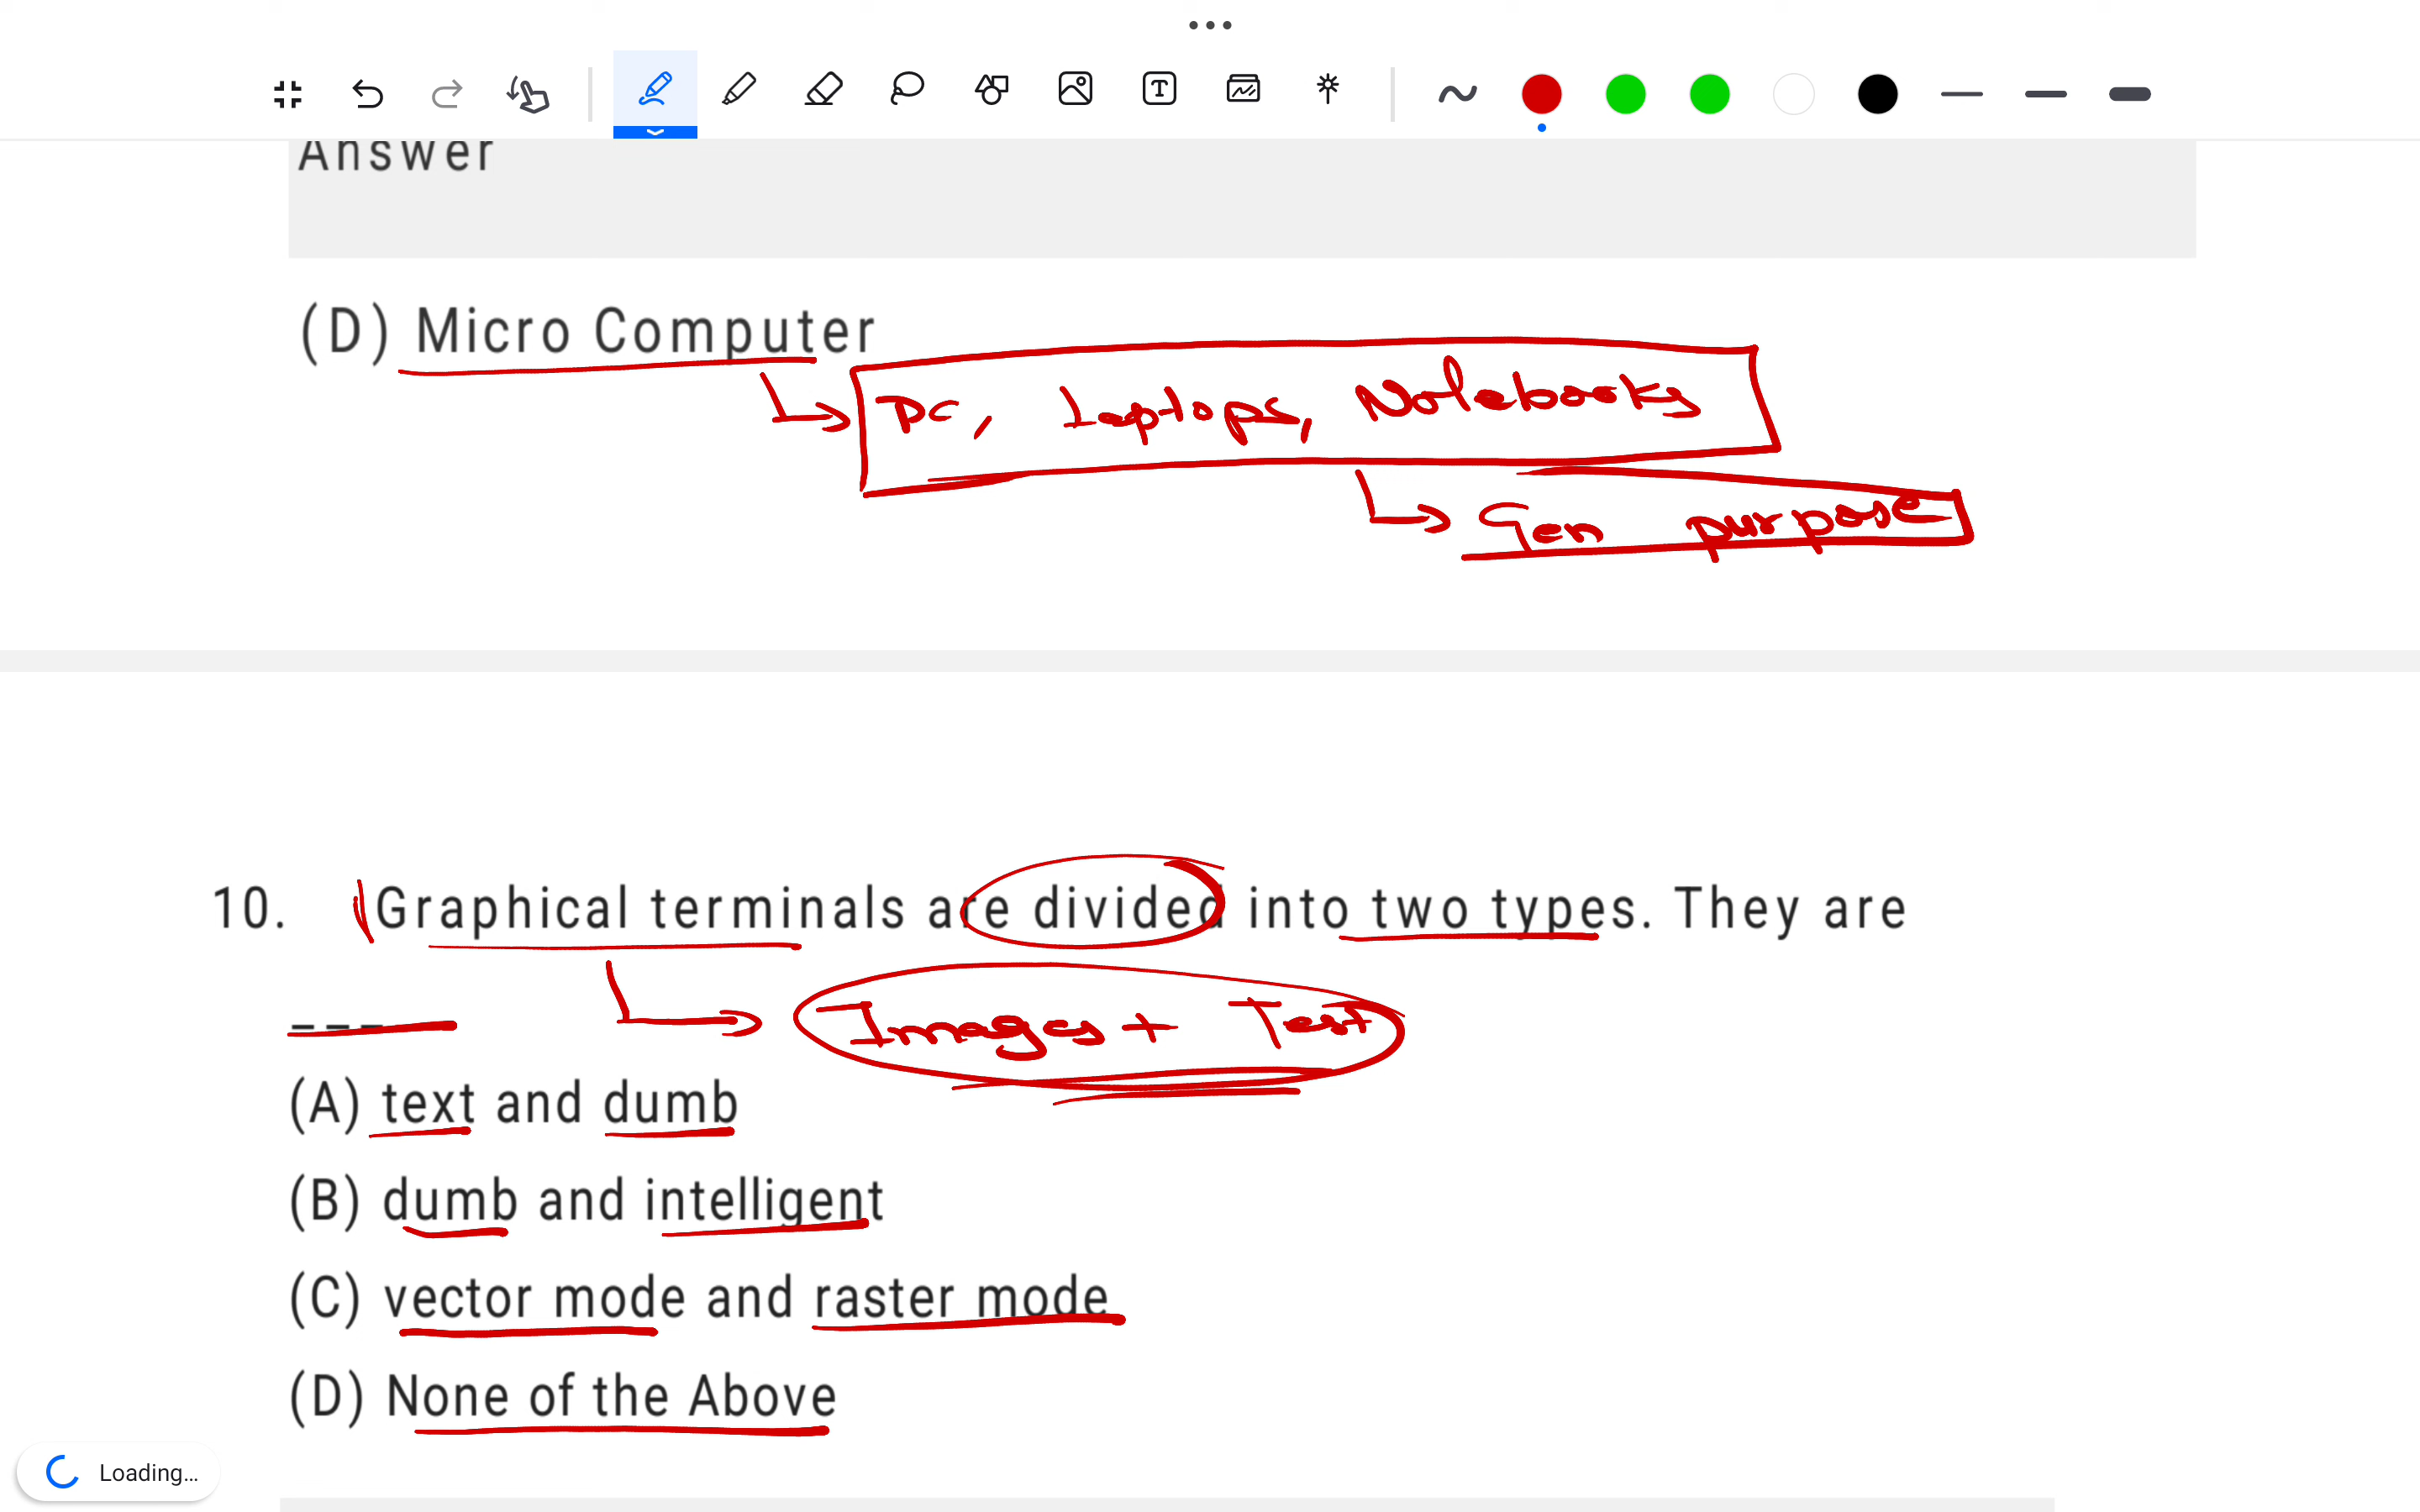 Answer
(D) Micro Computer
PC, Laptops, Notebooks
Gen purpose
10. Graphical terminals are divided into two types. They are
___
Images + Text
(A) text and dumb
(B) dumb and intelligent
(C) vector mode and raster mode
(D) None of the Above
Loading...